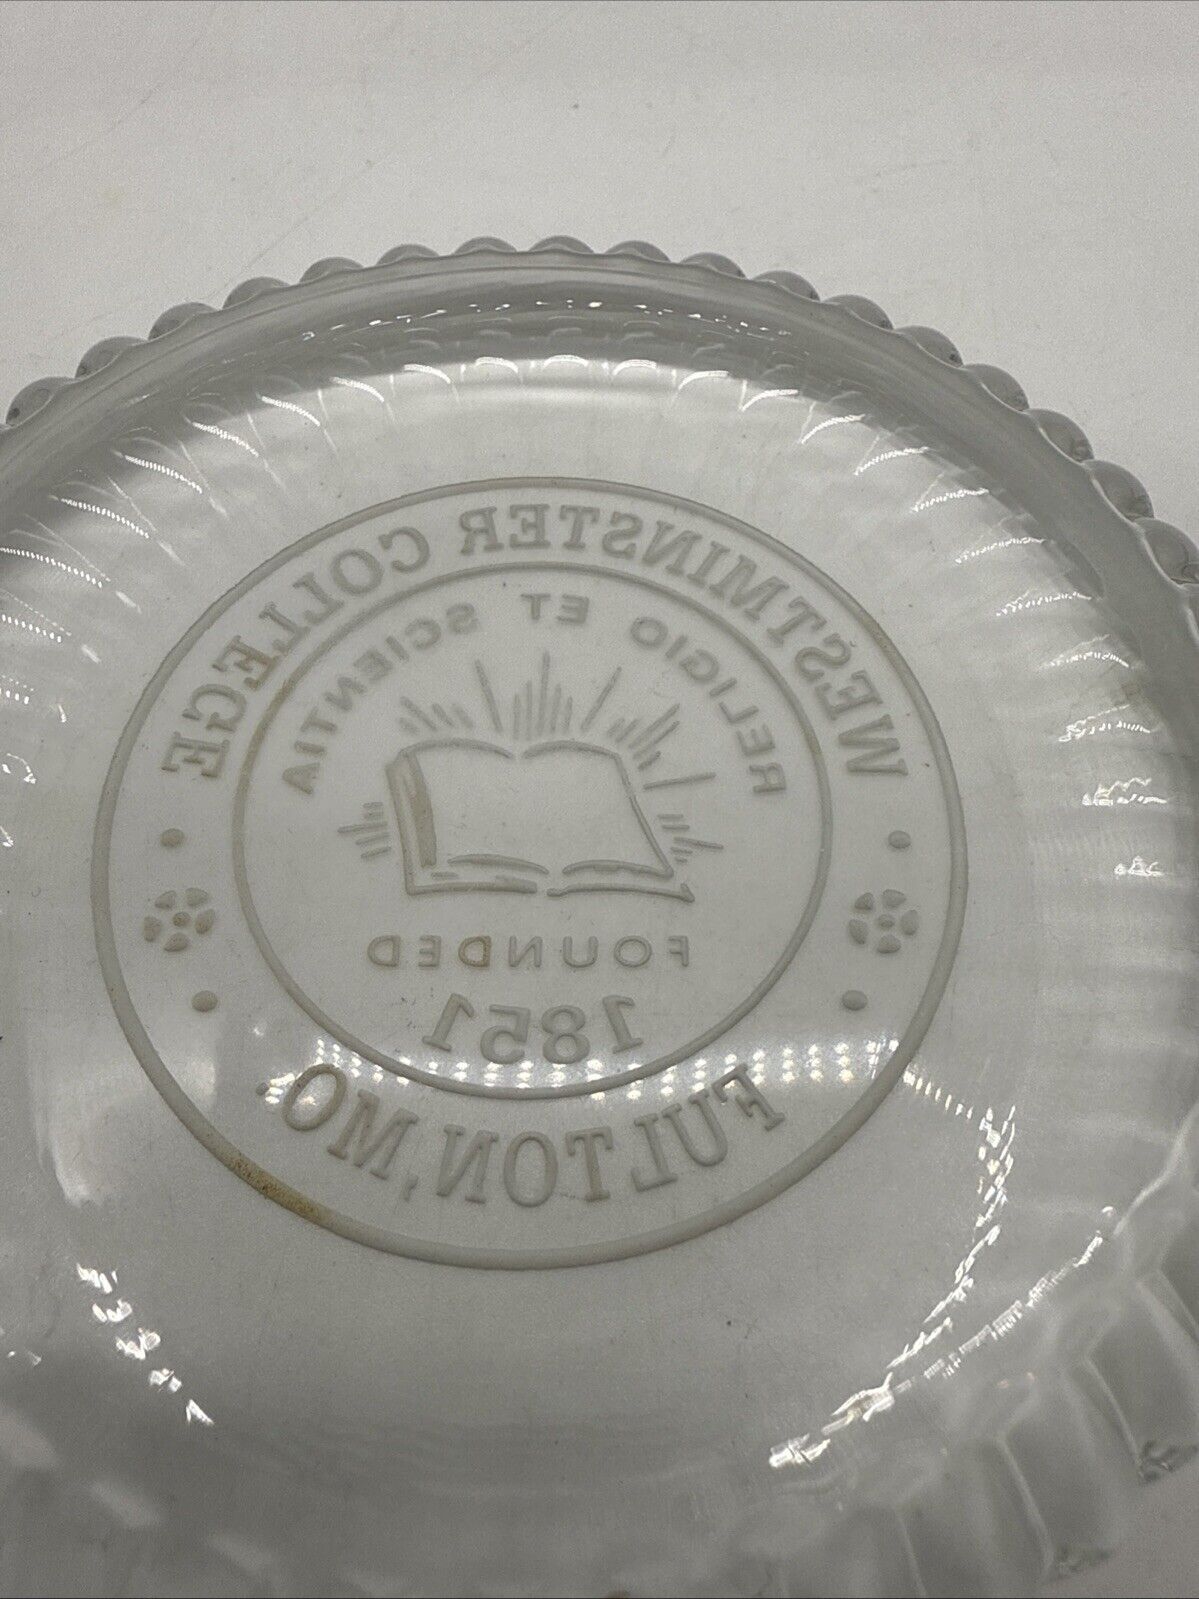 WESTMINSTER COLLEGE
RELIGIO ET SCIENTIA
FOUNDED
1851
FULTON, MO.